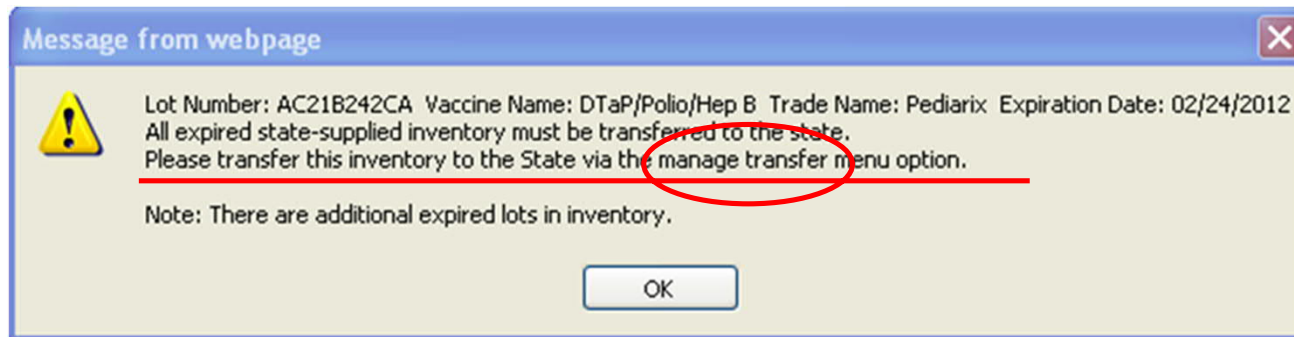 Message from webpage
Lot Number: AC21B242CA Vaccine Name: DTaP/Polio/Hep B Trade Name: Pediarix Expiration Date: 02/24/2012
All expired state-supplied inventory must be transferred to the state.
Please transfer this inventory to the State via the manage transfer menu option.
Note: There are additional expired lots in inventory.
OK